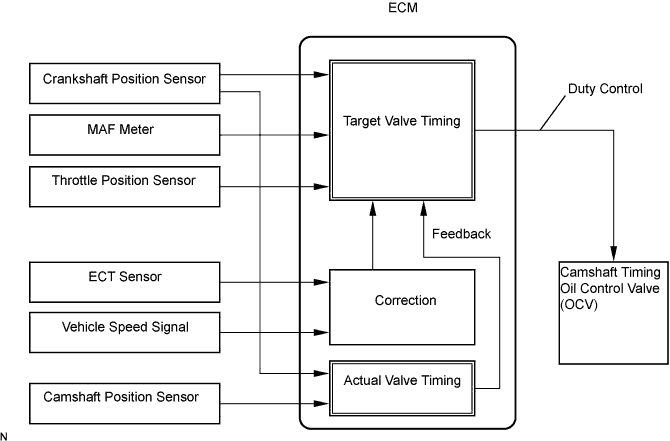 ECM
Crankshaft Position Sensor
MAF Meter
Throttle Position Sensor
Target Valve Timing
Duty Control
Feedback
ECT Sensor
Vehicle Speed Signal
Correction
Camshaft Timing
Oil Control Valve
(OCV)
Actual Valve Timing
Camshaft Position Sensor
N